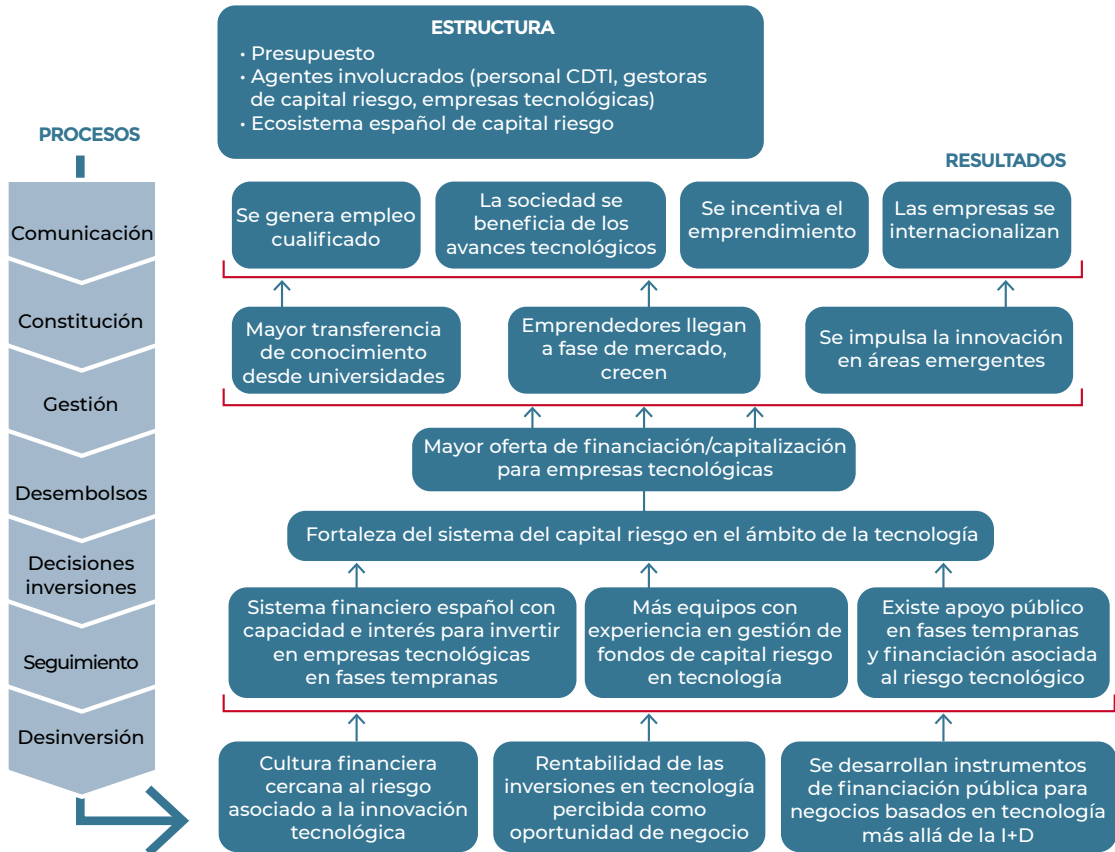 ESTRUCTURA
• Presupuesto
• Agentes involucrados (personal CDTI, gestoras
de capital riesgo, empresas tecnológicas)
• Ecosistema español de capital riesgo
PROCESOS
Comunicación
Constitución
Gestión
Desembolsos
Decisiones
inversiones
Seguimiento
Desinversión
RESULTADOS
Se genera empleo
cualificado
La sociedad se
beneficia de los
avances tecnológicos
Se incentiva el
emprendimiento
Las empresas se
internacionalizan
Mayor transferencia
de conocimiento
desde universidades
Emprendedores llegan
a fase de mercado,
crecen
Se impulsa la innovación
en áreas emergentes
Mayor oferta de financiación/capitalización
para empresas tecnológicas
Fortaleza del sistema del capital riesgo en el ámbito de la tecnología
Sistema financiero español con
capacidad e interés para invertir
en empresas tecnológicas
en fases tempranas
Más equipos con
experiencia en gestión de
fondos de capital riesgo
en tecnología
Existe apoyo público
en fases tempranas
y financiación asociada
al riesgo tecnológico
Cultura financiera
cercana al riesgo
asociado a la innovación
tecnológica
Rentabilidad de las
inversiones en tecnología
percibida como
oportunidad de negocio
Se desarrollan instrumentos
de financiación pública para
negocios basados en tecnología
más allá de la I+D